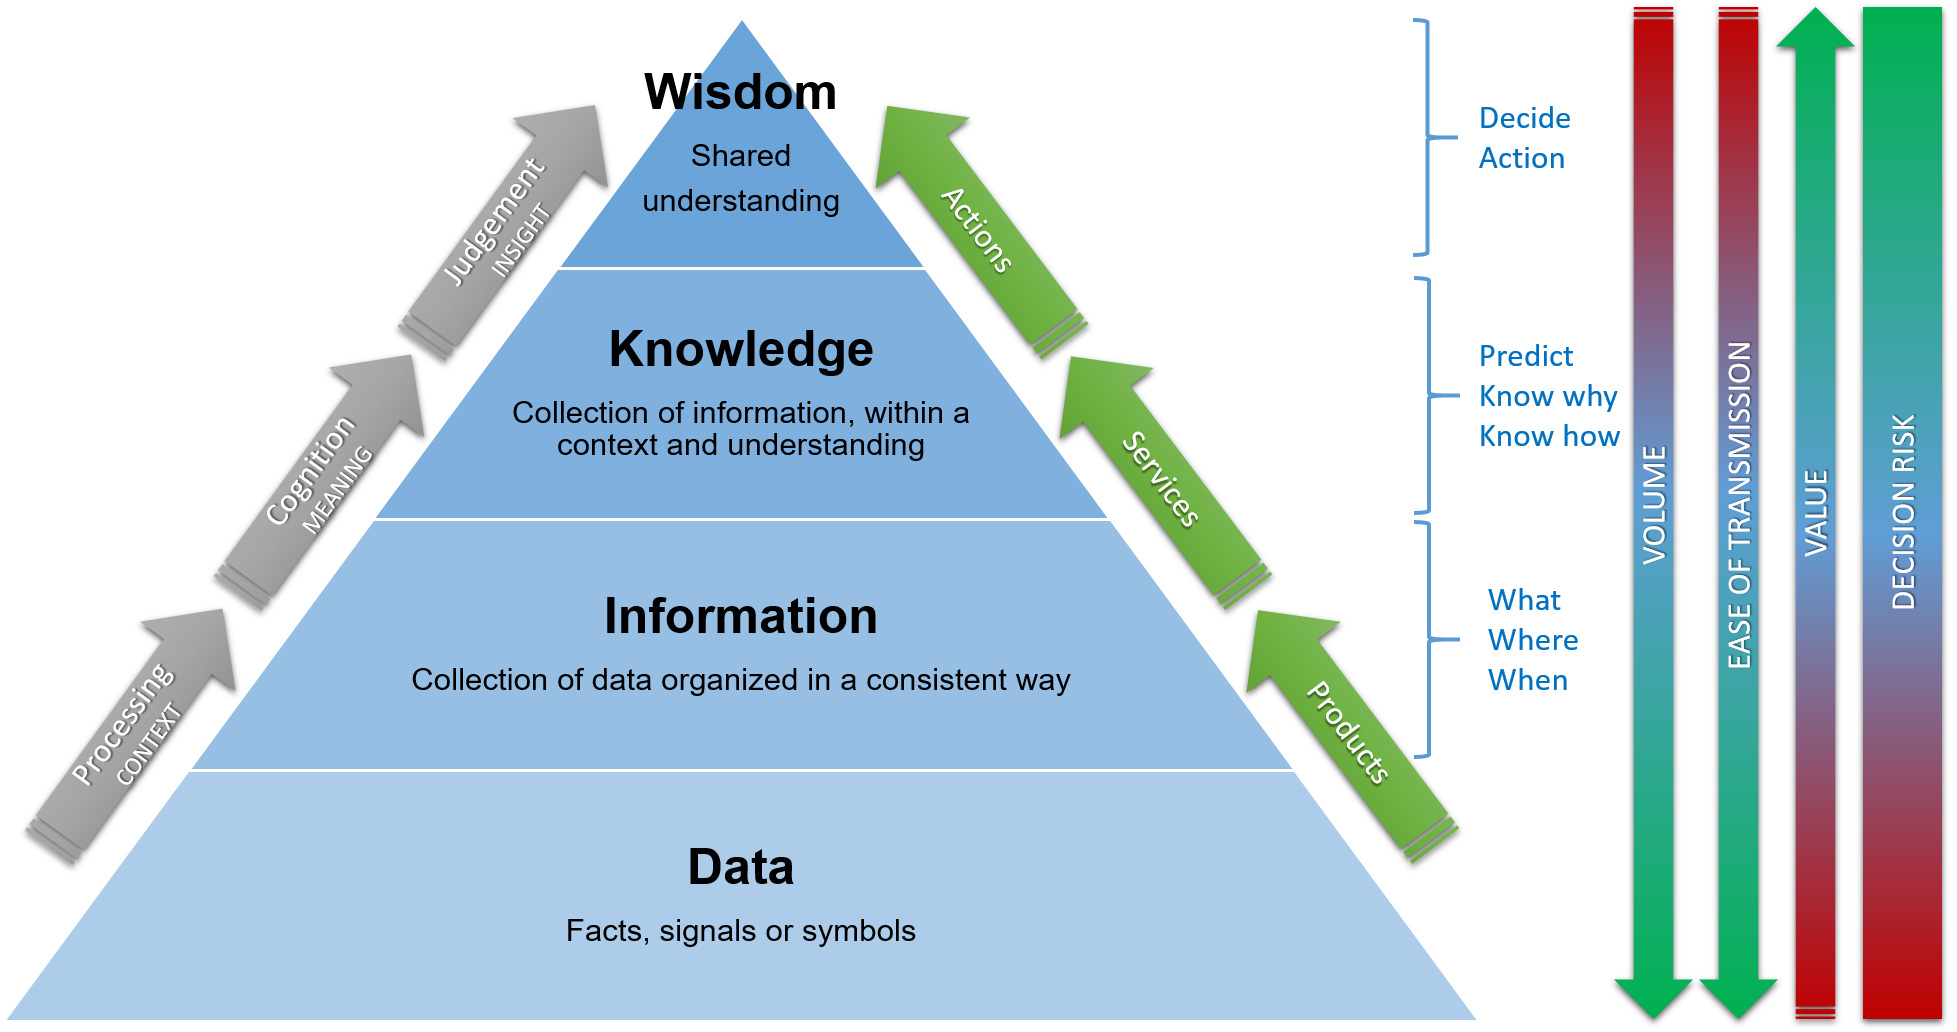 Wisdom
Shared
understanding
Knowledge
Collection of information, within a
context and understanding
Information
Collection of data organized in a consistent way
Data
Facts, signals or symbols
Judgement
INSIGHT
Cognition
MEANING
Processing
CONTEXT
Actions
Services
Products
Decide
Action
Predict
Know why
Know how
What
Where
When
VOLUME
EASE OF TRANSMISSION
VALUE
DECISION RISK